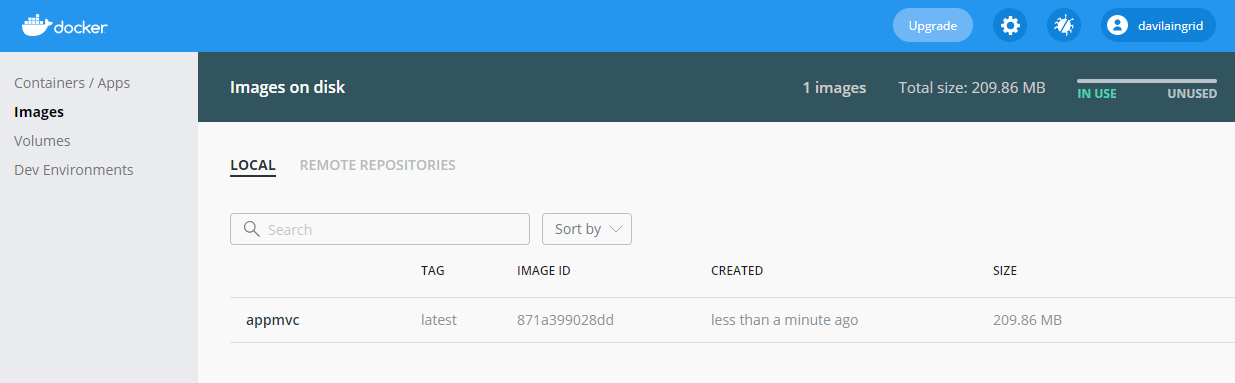 docker
Upgrade
davilaingrid
Containers / Apps
Images
Volumes
Dev Environments
Images on disk
1 images
Total size: 209.86 MB
IN USE
UNUSED
LOCAL
REMOTE REPOSITORIES
Search
Sort by
TAG IMAGE ID CREATED SIZE
appmvc latest 871a399028dd less than a minute ago 209.86 MB